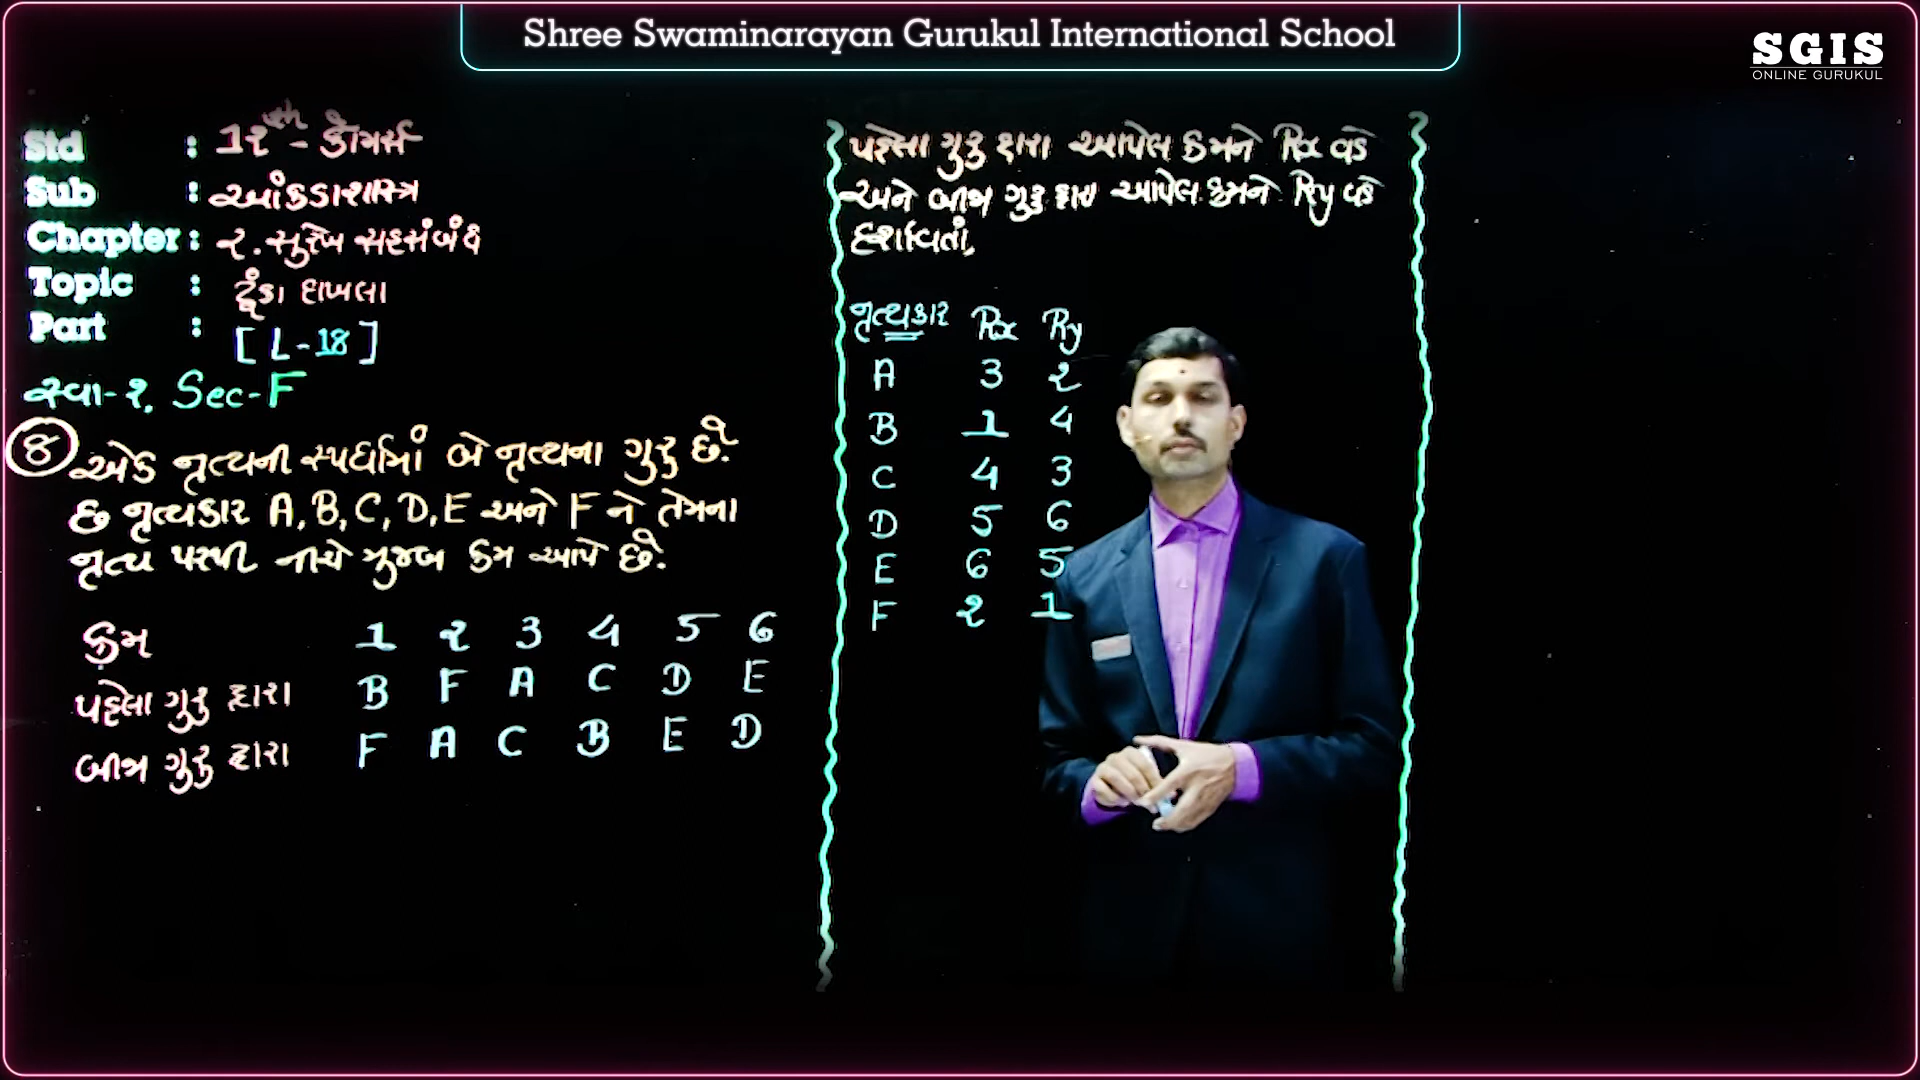 Shree Swaminarayan Gurukul International School
SGIS
ONLINE GURUKUL
Std : 12th - કોમર્સ
Sub : આંકડાશાસ્ત્ર
Chapter : ૨. સુરેખ સહસંબંધ
Topic : ટૂંકા દાખલા
Part : [ L-18 ]
સ્વા-૨, Sec-F
૪ એક નૃત્યની સ્પર્ધામાં બે નૃત્યના ગુરુ છે.
છ નૃત્યકાર A, B, C, D, E અને F ને તેમના
નૃત્ય પરથી નીચે મુજબ ક્રમ આપે છે.
ક્રમ 1 2 3 4 5 6
પહેલા ગુરુ દ્વારા B F A C D E
બીજા ગુરુ દ્વારા F A C B E D
પહેલા ગુરુ દ્વારા આપેલ ક્રમને Rx વડે
અને બીજા ગુરુ દ્વારા આપેલ ક્રમને Ry વડે
દર્શાવતાં,
નૃત્યકાર Rx Ry
A 3 2
B 1 4
C 4 3
D 5 6
E 6 5
F 2 1